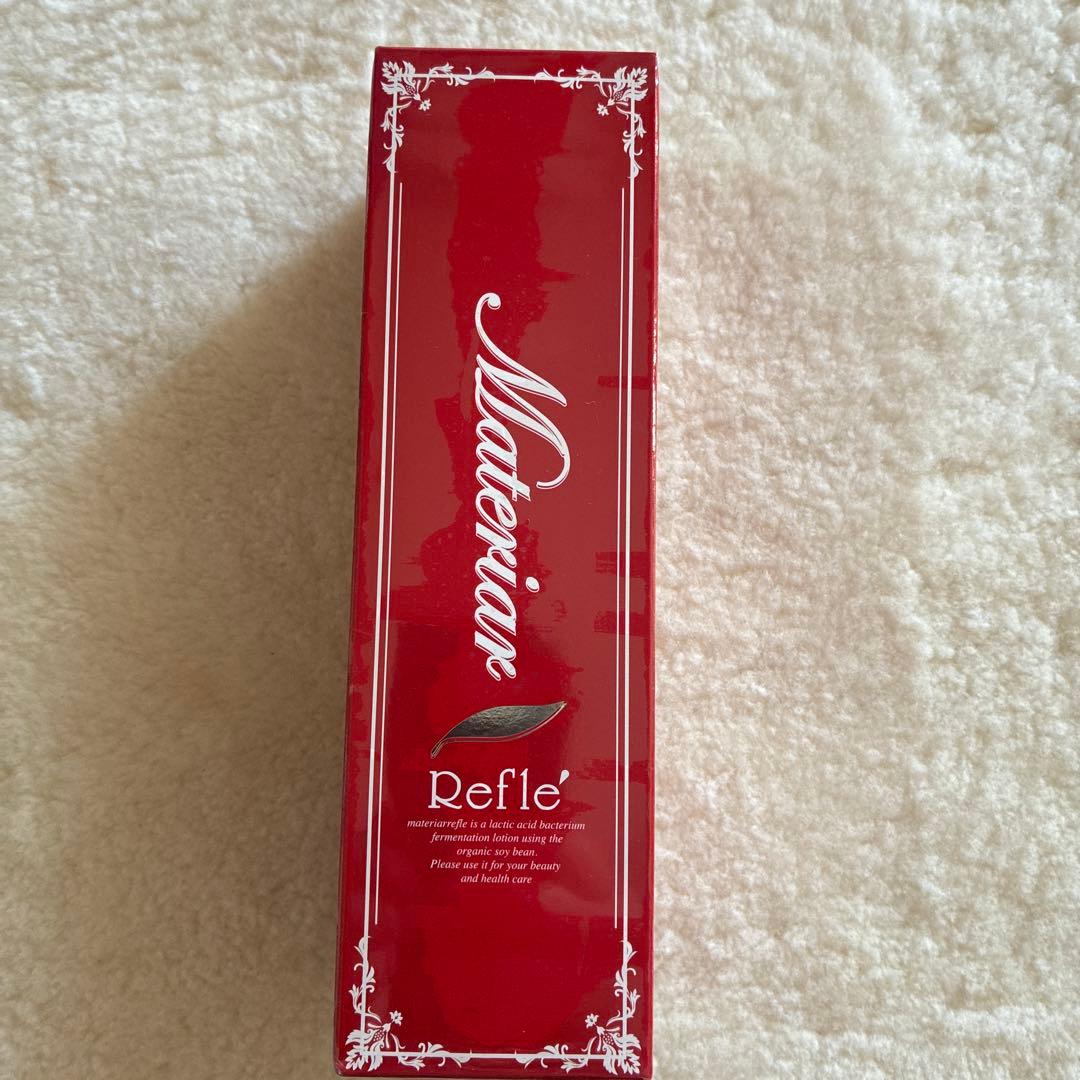 Materiar
Reflé
materiarrefle is a lactic acid bacterium
fermentation lotion using the
organic soy bean.
Please use it for your beauty
and health care